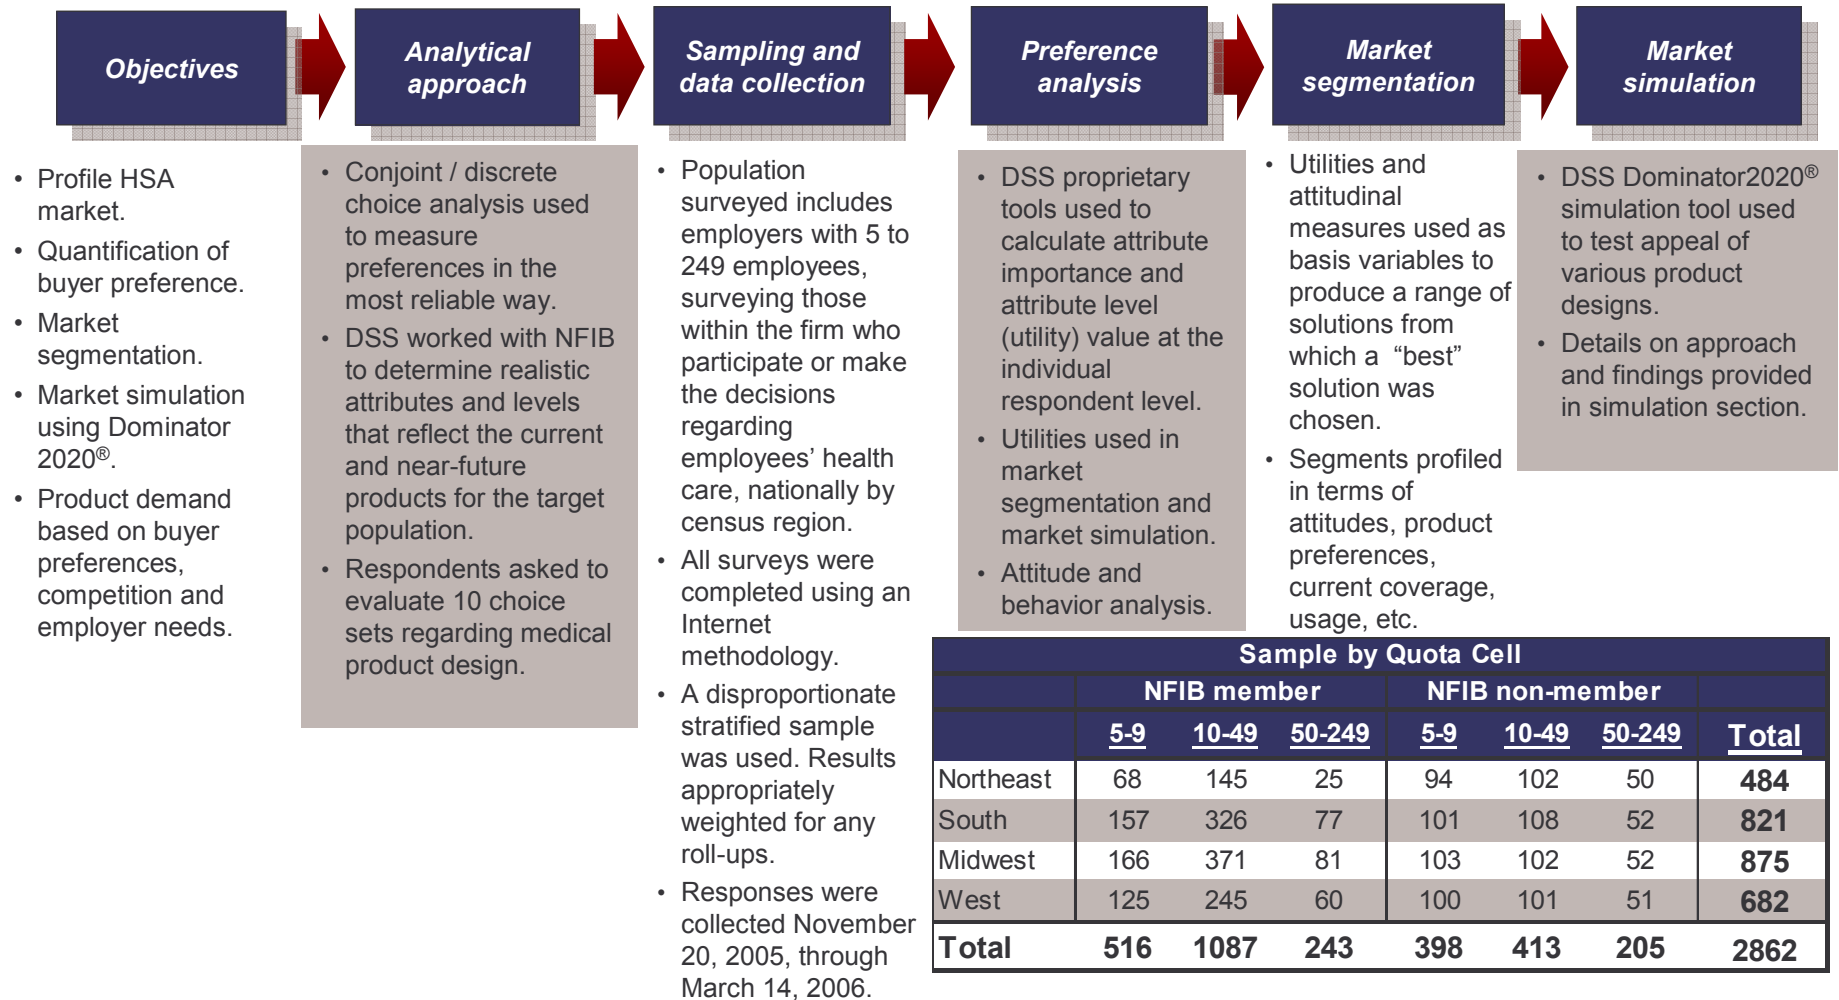 Objectives
• Profile HSA
market.
• Quantification of
buyer preference.
• Market
segmentation.
• Market simulation
using Dominator
2020®.
• Product demand
based on buyer
preferences,
competition and
employer needs.
Analytical
approach
• Conjoint / discrete
choice analysis used
to measure
preferences in the
most reliable way.
• DSS worked with NFIB
to determine realistic
attributes and levels
that reflect the current
and near-future
products for the target
population.
• Respondents asked to
evaluate 10 choice
sets regarding medical
product design.
Sampling and
data collection
• Population
surveyed includes
employers with 5 to
249 employees,
surveying those
within the firm who
participate or make
the decisions
regarding
employees’ health
care, nationally by
census region.
• All surveys were
completed using an
Internet
methodology.
• A disproportionate
stratified sample
was used. Results
appropriately
weighted for any
roll-ups.
• Responses were
collected November
20, 2005, through
March 14, 2006.
Preference
analysis
• DSS proprietary
tools used to
calculate attribute
importance and
attribute level
(utility) value at the
individual
respondent level.
• Utilities used in
market
segmentation and
market simulation.
• Attitude and
behavior analysis.
Market
segmentation
• Utilities and
attitudinal
measures used as
basis variables to
produce a range of
solutions from
which a “best”
solution was
chosen.
• Segments profiled
in terms of
attitudes, product
preferences,
current coverage,
usage, etc.
Market
simulation
• DSS Dominator2020®
simulation tool used
to test appeal of
various product
designs.
• Details on approach
and findings provided
in simulation section.
Sample by Quota Cell
NFIB member NFIB non-member
5-9 10-49 50-249 5-9 10-49 50-249 Total
Northeast 68 145 25 94 102 50 484
South 157 326 77 101 108 52 821
Midwest 166 371 81 103 102 52 875
West 125 245 60 100 101 51 682
Total 516 1087 243 398 413 205 2862